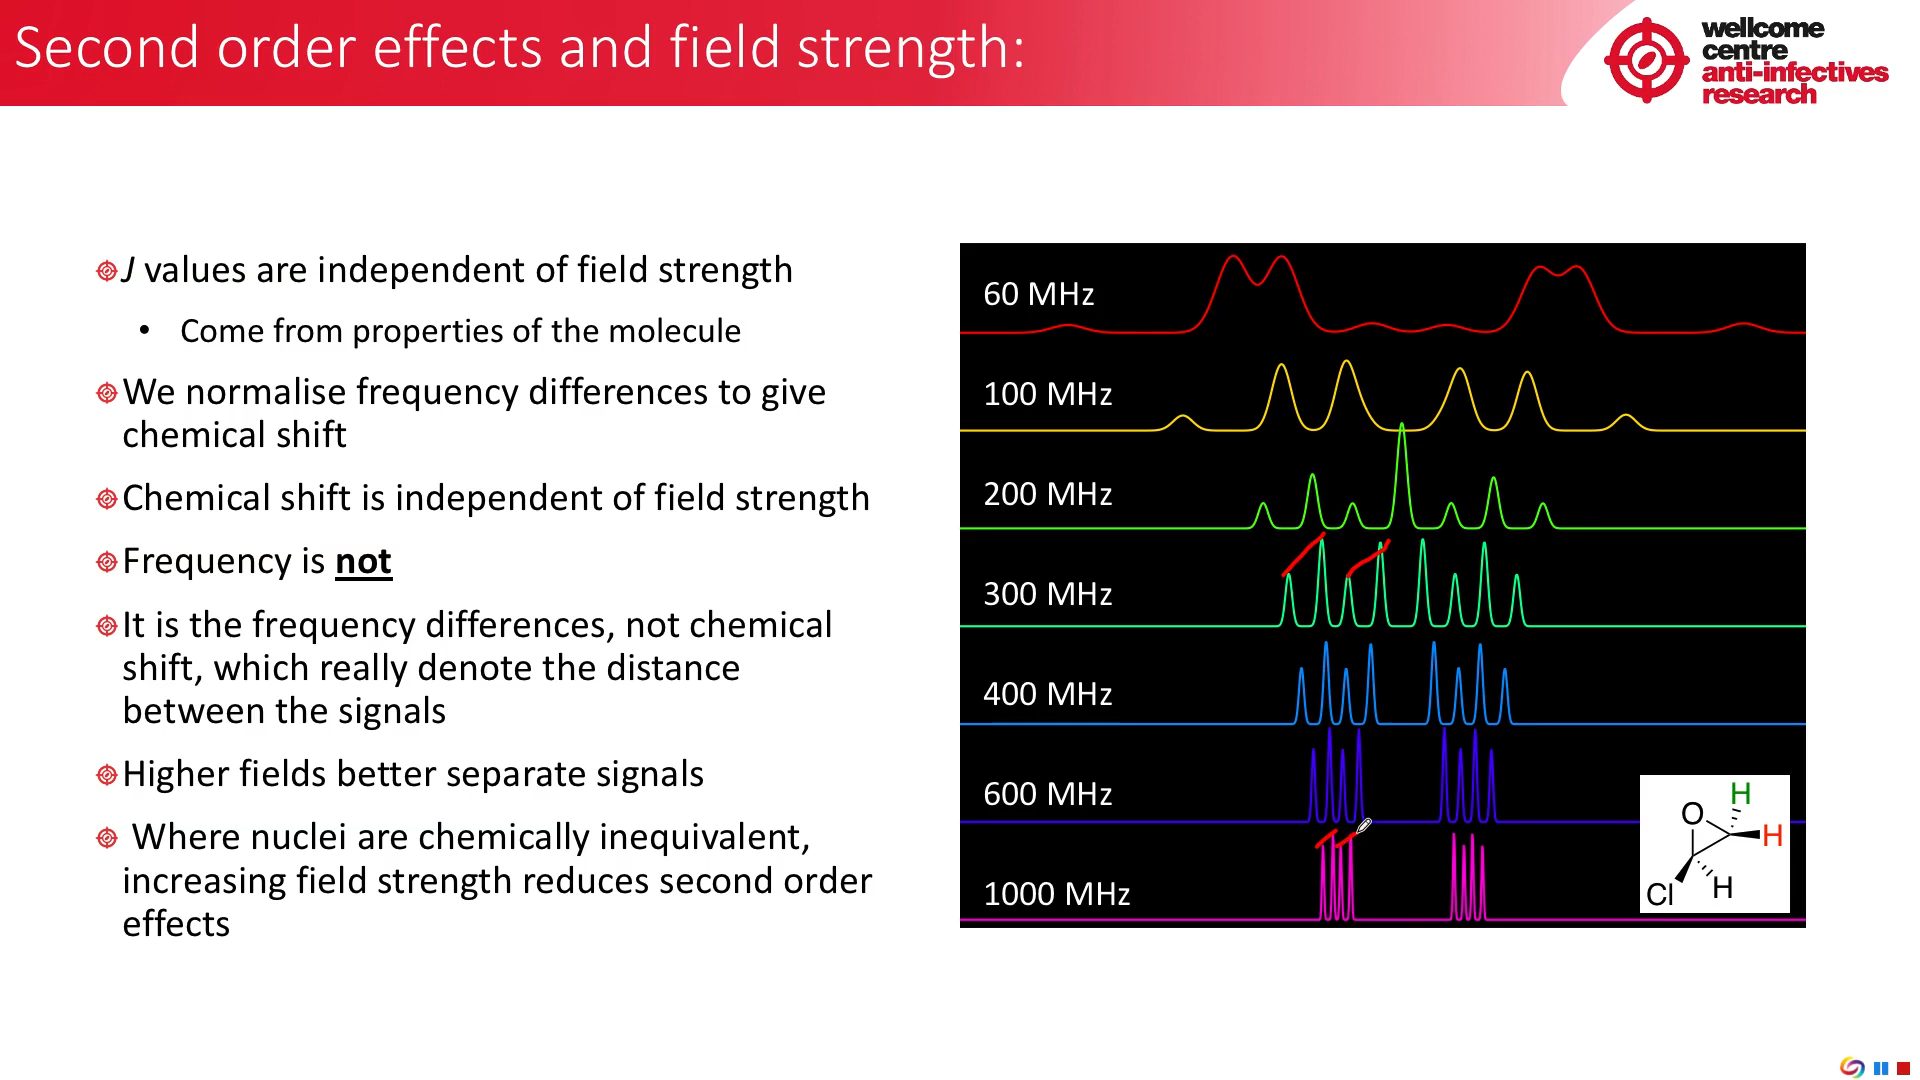 Second order effects and field strength:
wellcome
centre
anti-infectives
research
J values are independent of field strength
• Come from properties of the molecule
We normalise frequency differences to give
chemical shift
Chemical shift is independent of field strength
Frequency is not
It is the frequency differences, not chemical
shift, which really denote the distance
between the signals
Higher fields better separate signals
Where nuclei are chemically inequivalent,
increasing field strength reduces second order
effects
60 MHz
100 MHz
200 MHz
300 MHz
400 MHz
600 MHz
1000 MHz
H
O
H
Cl
H